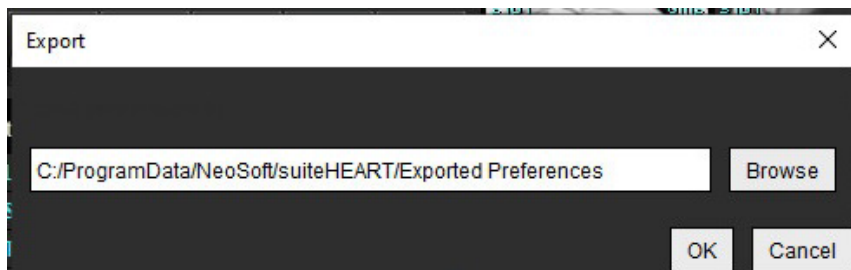 Export
C:/ProgramData/NeoSoft/suiteHEART/Exported Preferences
Browse
OK
Cancel